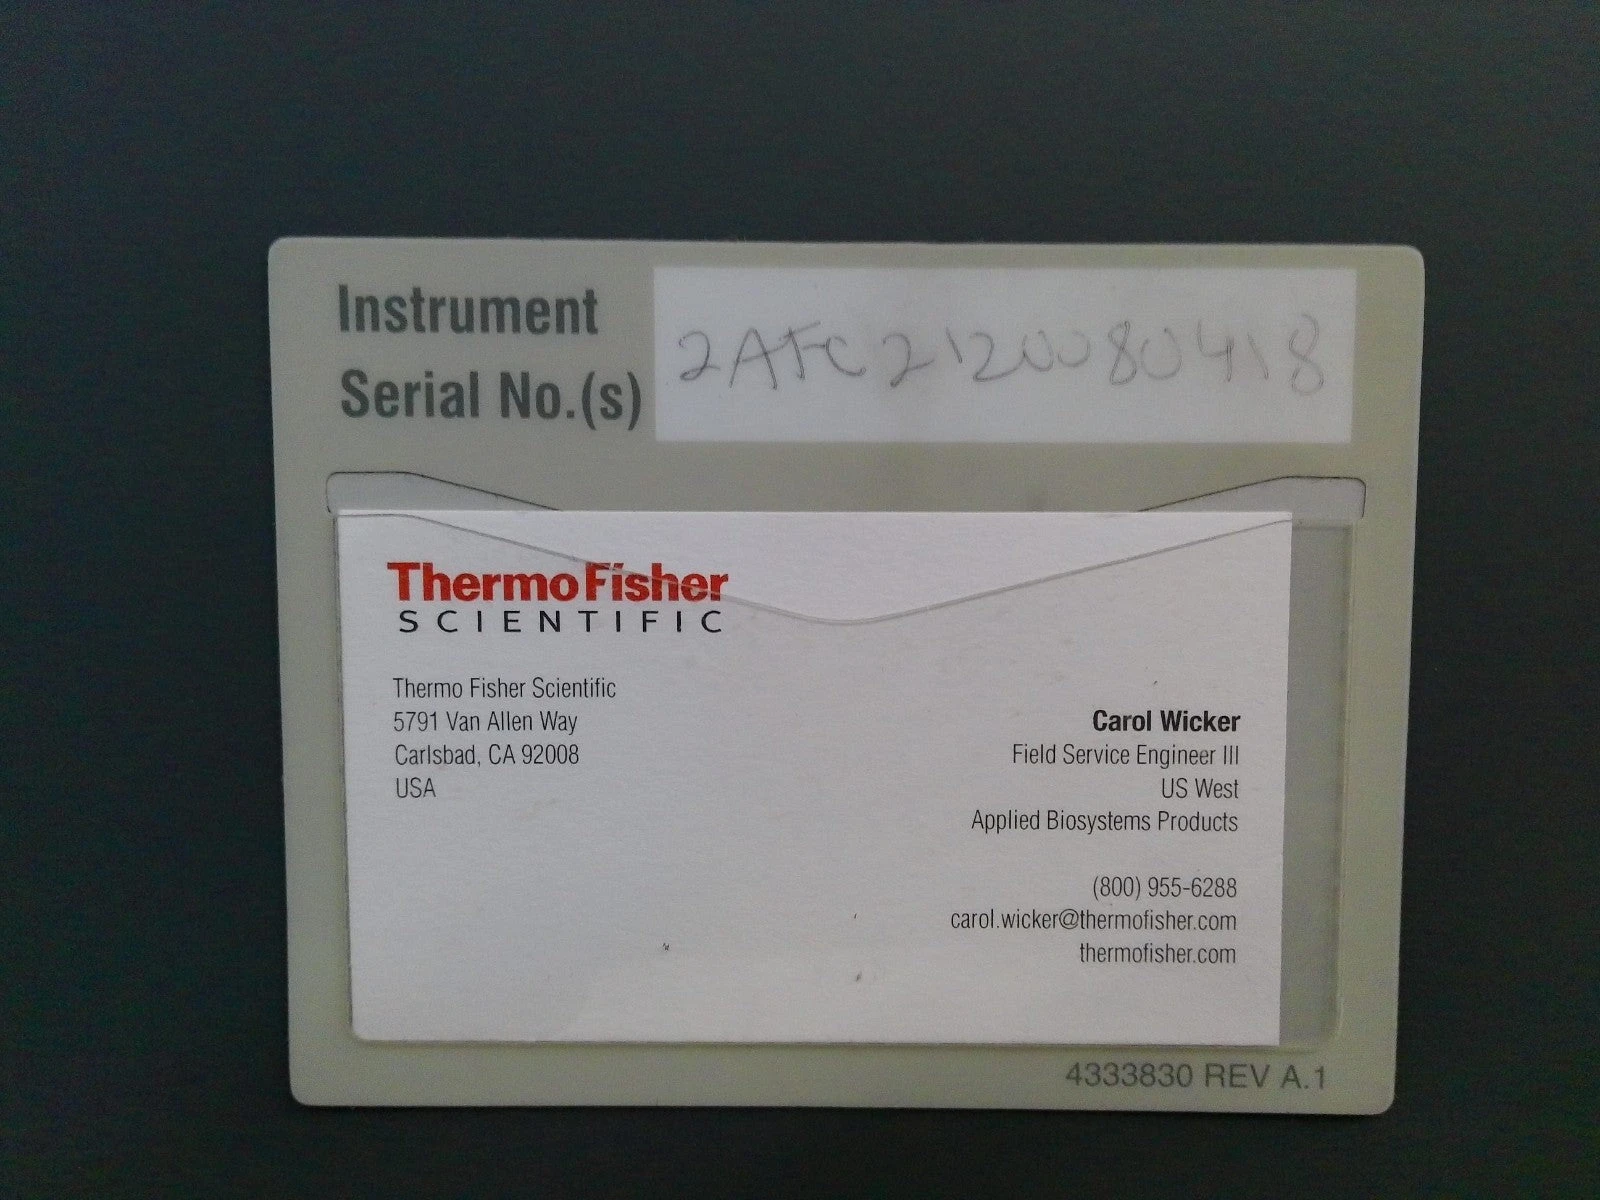 Instrument
Serial No.(s)
2AFC2120080418
ThermoFisher
SCIENTIFIC
Thermo Fisher Scientific
5791 Van Allen Way
Carlsbad, CA 92008
USA
Carol Wicker
Field Service Engineer III
US West
Applied Biosystems Products
(800) 955-6288
carol.wicker@thermofisher.com
thermofisher.com
4333830 REV A.1